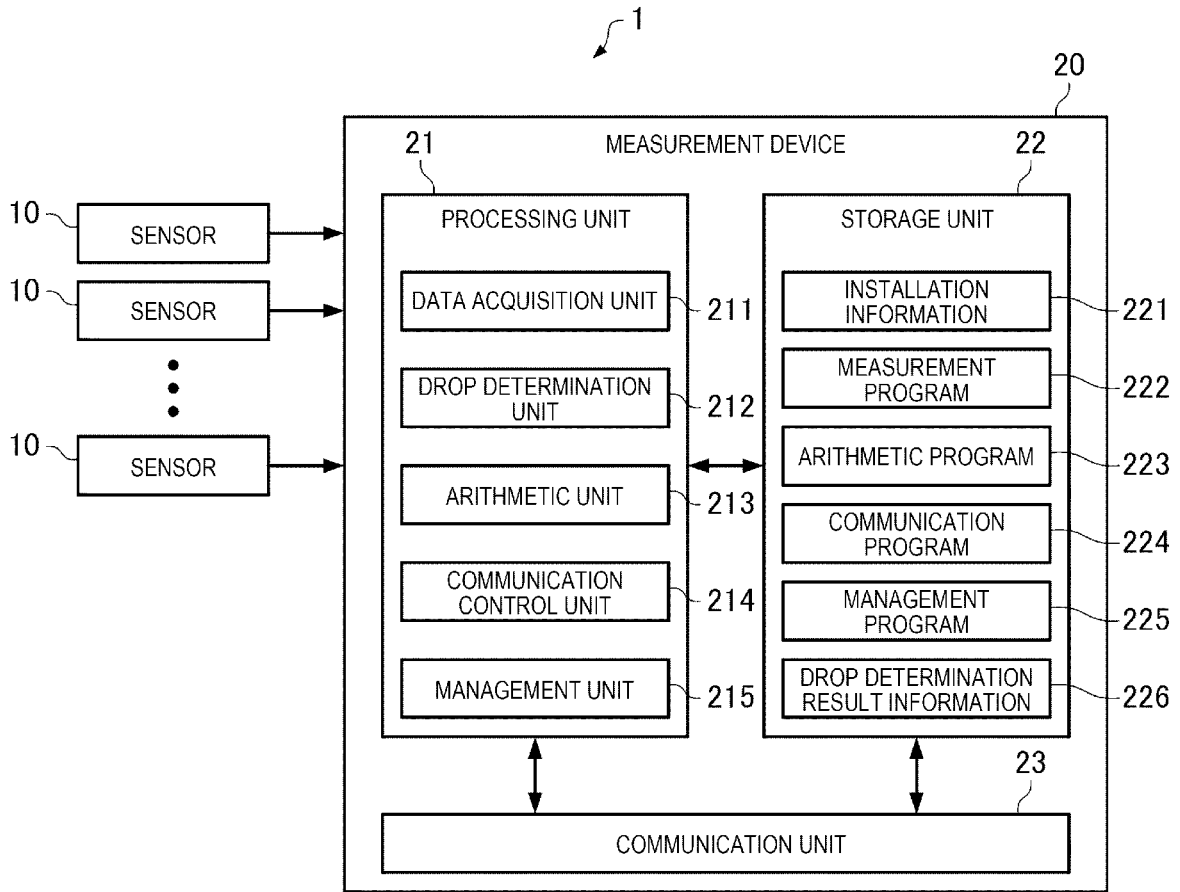 1
20
MEASUREMENT DEVICE
21
22
PROCESSING UNIT
STORAGE UNIT
10
SENSOR
10
SENSOR
10
SENSOR
DATA ACQUISITION UNIT
211
DROP DETERMINATION
UNIT
212
ARITHMETIC UNIT
213
COMMUNICATION
CONTROL UNIT
214
MANAGEMENT UNIT
215
INSTALLATION
INFORMATION
221
MEASUREMENT
PROGRAM
222
ARITHMETIC PROGRAM
223
COMMUNICATION
PROGRAM
224
MANAGEMENT
PROGRAM
225
DROP DETERMINATION
RESULT INFORMATION
226
23
COMMUNICATION UNIT